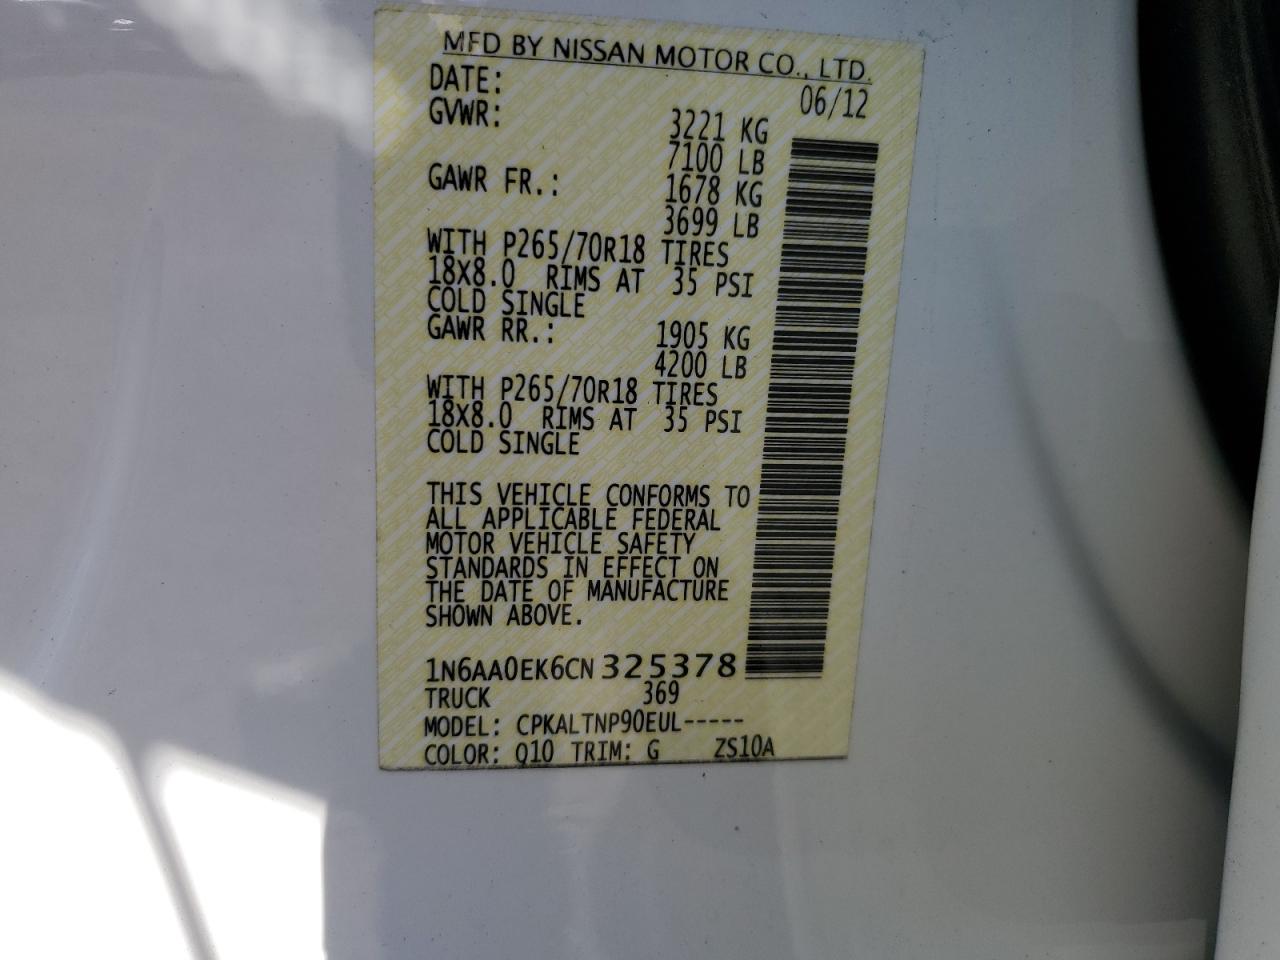 MFD BY NISSAN MOTOR CO., LTD.
DATE: 06/12
GVWR: 3221 KG
7100 LB
GAWR FR.: 1678 KG
3699 LB
WITH P265/70R18 TIRES
18X8.0 RIMS AT 35 PSI
COLD SINGLE
GAWR RR.: 1905 KG
4200 LB
WITH P265/70R18 TIRES
18X8.0 RIMS AT 35 PSI
COLD SINGLE
THIS VEHICLE CONFORMS TO
ALL APPLICABLE FEDERAL
MOTOR VEHICLE SAFETY
STANDARDS IN EFFECT ON
THE DATE OF MANUFACTURE
SHOWN ABOVE.
1N6AA0EK6CN325378
TRUCK 369
MODEL: CPKALTNP90EUL-----
COLOR: Q10 TRIM: G ZS10A